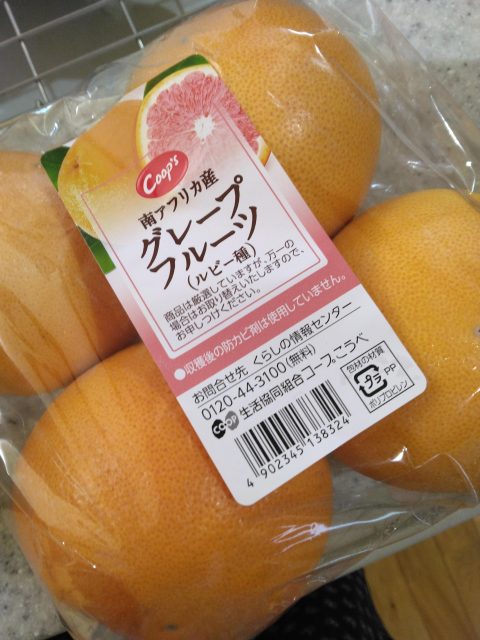 Coop's
南アフリカ産
グレープ
フルーツ
(ルビー種)
商品は厳選していますが、万一の
場合はお取り替えいたしますので、
お申しつけください。
●収穫後の防カビ剤は使用していません。
お問合せ先 くらしの情報センター
0120-44-3100(無料)
CO・OP 生活協同組合コープこうべ
包材の材質
プラ PP
ポリプロピレン
4 902345 138324